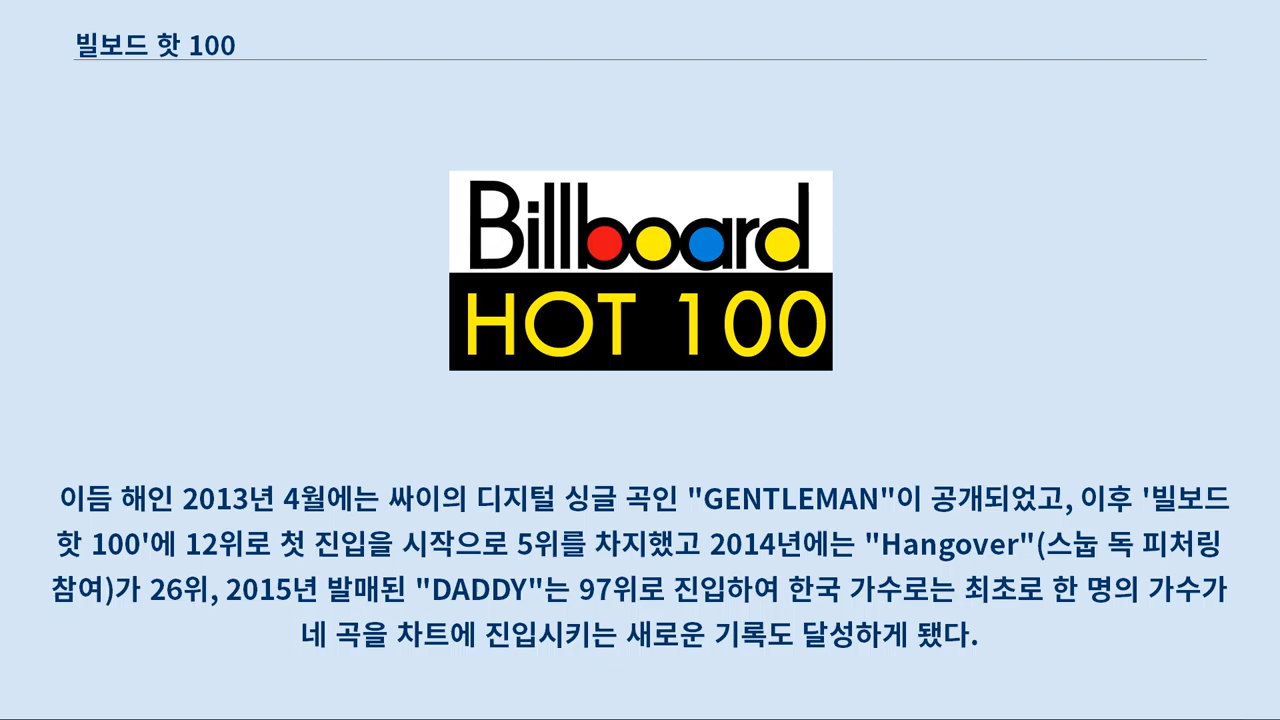 빌보드 핫 100
Billboard
HOT 100
이듬 해인 2013년 4월에는 싸이의 디지털 싱글 곡인 "GENTLEMAN"이 공개되었고, 이후 '빌보드
핫 100'에 12위로 첫 진입을 시작으로 5위를 차지했고 2014년에는 "Hangover"(스눕 독 피처링
참여)가 26위, 2015년 발매된 "DADDY"는 97위로 진입하여 한국 가수로는 최초로 한 명의 가수가
네 곡을 차트에 진입시키는 새로운 기록도 달성하게 됐다.